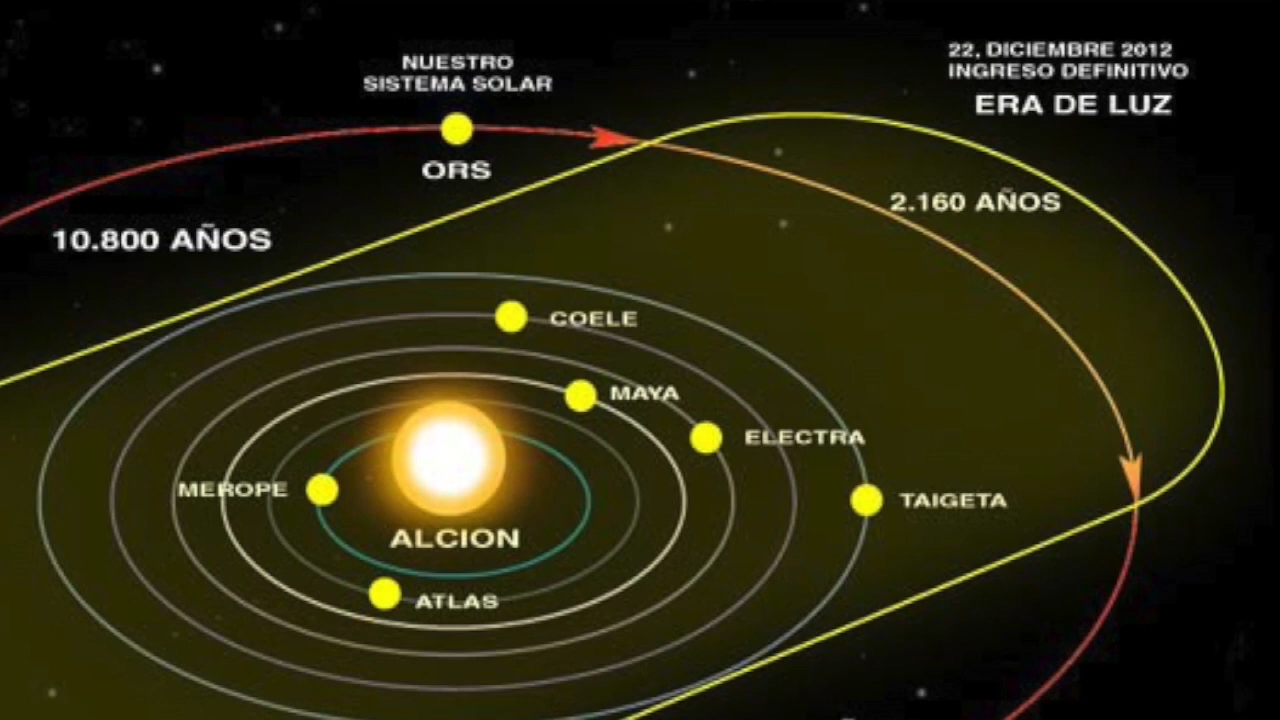 NUESTRO
SISTEMA SOLAR
22, DICIEMBRE 2012
INGRESO DEFINITIVO
ERA DE LUZ
ORS
2.160 AÑOS
10.800 AÑOS
COELE
MAYA
ELECTRA
MEROPE
TAIGETA
ALCION
ATLAS